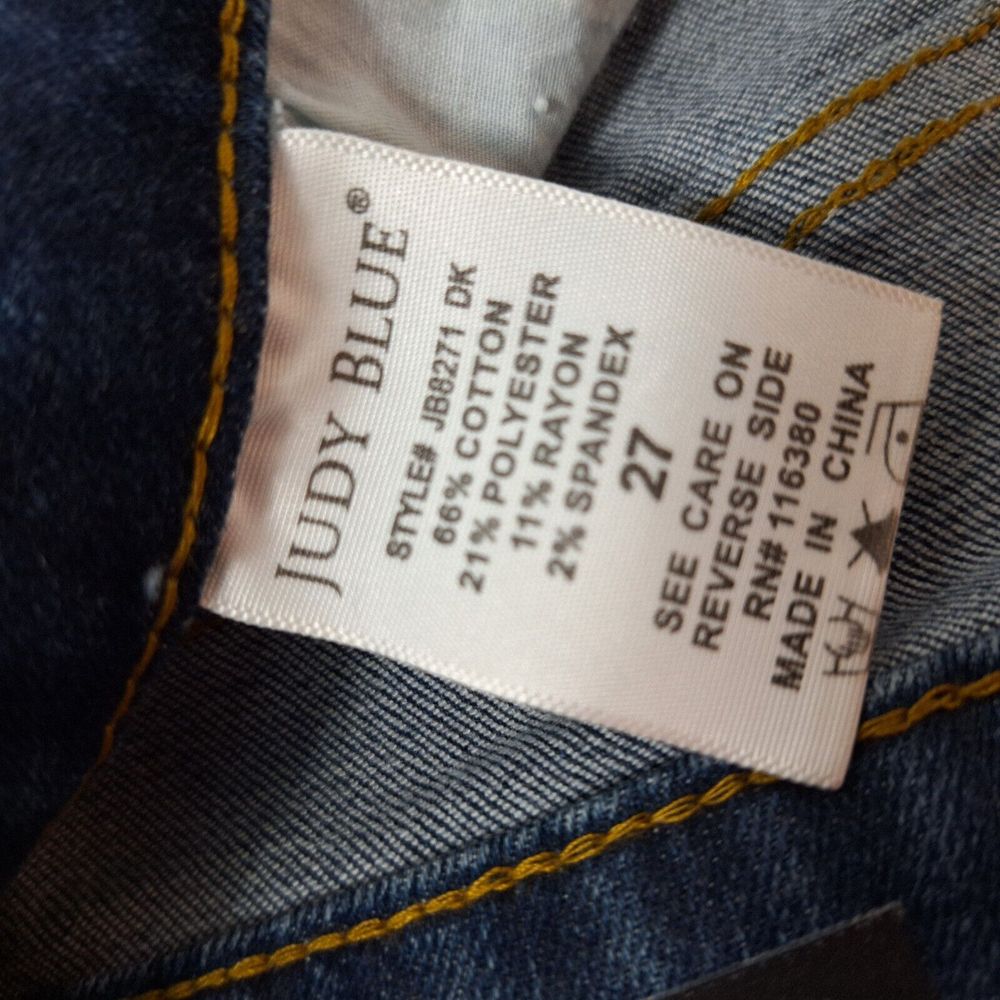 JUDY BLUE®
STYLE# JB8271 DK
66% COTTON
21% POLYESTER
11% RAYON
2% SPANDEX
27
SEE CARE ON
REVERSE SIDE
RN# 116380
MADE IN CHINA